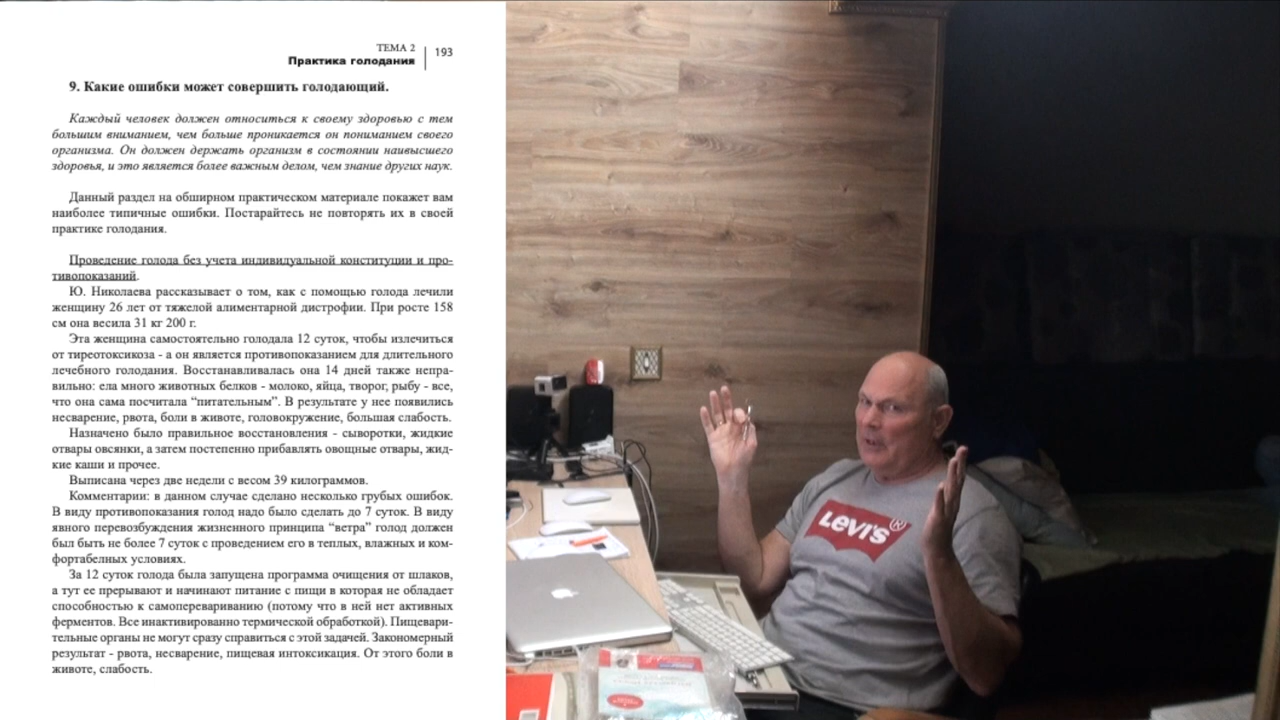 ТЕМА 2
Практика голодания
193
9. Какие ошибки может совершить голодающий.
Каждый человек должен относиться к своему здоровью с тем
большим вниманием, чем больше проникается он пониманием своего
организма. Он должен держать организм в состоянии наивысшего
здоровья, и это является более важным делом, чем знание других наук.
Данный раздел на обширном практическом материале покажет вам
наиболее типичные ошибки. Постарайтесь не повторять их в своей
практике голодания.
Проведение голода без учета индивидуальной конституции и про-
тивопоказаний.
Ю. Николаева рассказывает о том, как с помощью голода лечили
женщину 26 лет от тяжелой алиментарной дистрофии. При росте 158
см она весила 31 кг 200 г.
Эта женщина самостоятельно голодала 12 суток, чтобы излечиться
от тиреотоксикоза - а он является противопоказанием для длительного
лечебного голодания. Восстанавливалась она 14 дней также непра-
вильно: ела много животных белков - молоко, яйца, творог, рыбу - все,
что она сама посчитала “питательным”. В результате у нее появились
несварение, рвота, боли в животе, головокружение, большая слабость.
Назначено было правильное восстановления - сыворотки, жидкие
отвары овсянки, а затем постепенно прибавлять овощные отвары, жид-
кие каши и прочее.
Выписана через две недели с весом 39 килограммов.
Комментарии: в данном случае сделано несколько грубых ошибок.
В виду противопоказания голод надо было сделать до 7 суток. В виду
явного перевозбуждения жизненного принципа “ветра” голод должен
был быть не более 7 суток с проведением его в теплых, влажных и ком-
фортабелных условиях.
За 12 суток голода была запущена программа очищения от шлаков,
а тут ее прерывают и начинают питание с пищи в которая не обладает
способностью к самоперевариванию (потому что в ней нет активных
ферментов. Все инактивированно термической обработкой). Пищевари-
тельные органы не могут сразу справиться с этой задачей. Закономерный
результат - рвота, несварение, пищевая интоксикация. От этого боли в
животе, слабость.
LEVI'S
®